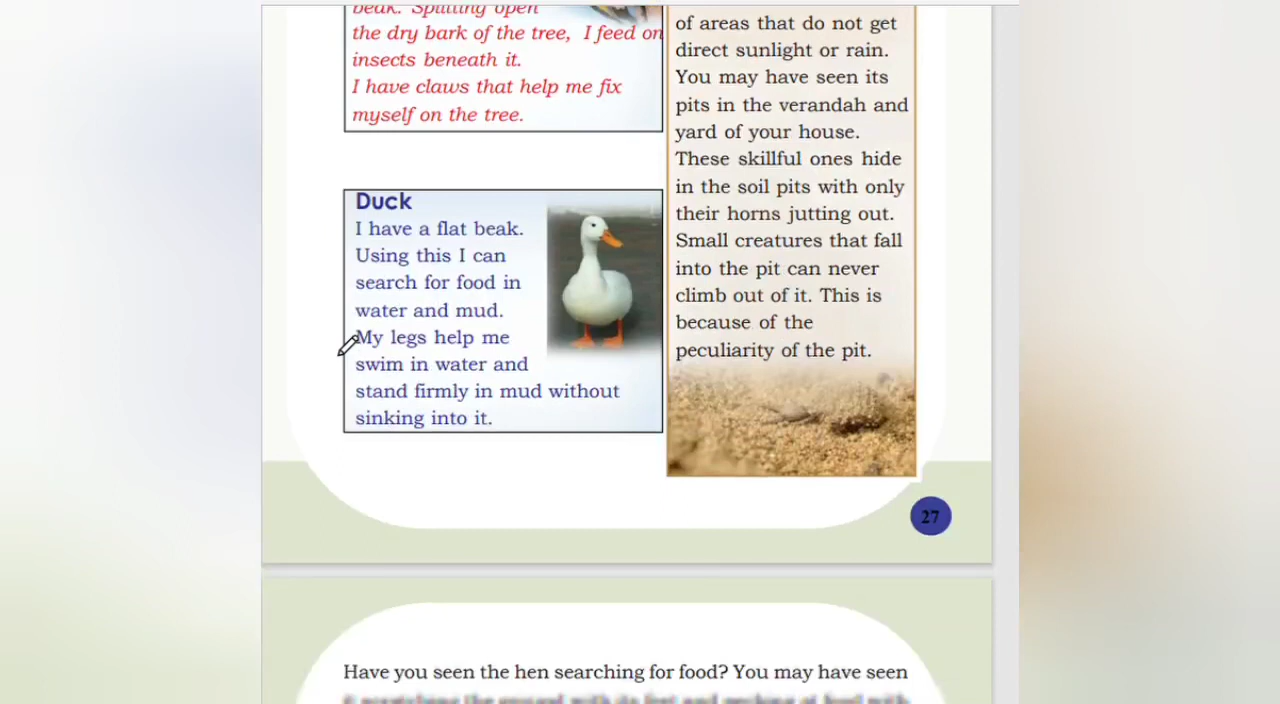 beak. Splitting open
the dry bark of the tree, I feed on
insects beneath it.
I have claws that help me fix
myself on the tree.
Duck
I have a flat beak.
Using this I can
search for food in
water and mud.
My legs help me
swim in water and
stand firmly in mud without
sinking into it.
of areas that do not get
direct sunlight or rain.
You may have seen its
pits in the verandah and
yard of your house.
These skillful ones hide
in the soil pits with only
their horns jutting out.
Small creatures that fall
into the pit can never
climb out of it. This is
because of the
peculiarity of the pit.
27
Have you seen the hen searching for food? You may have seen